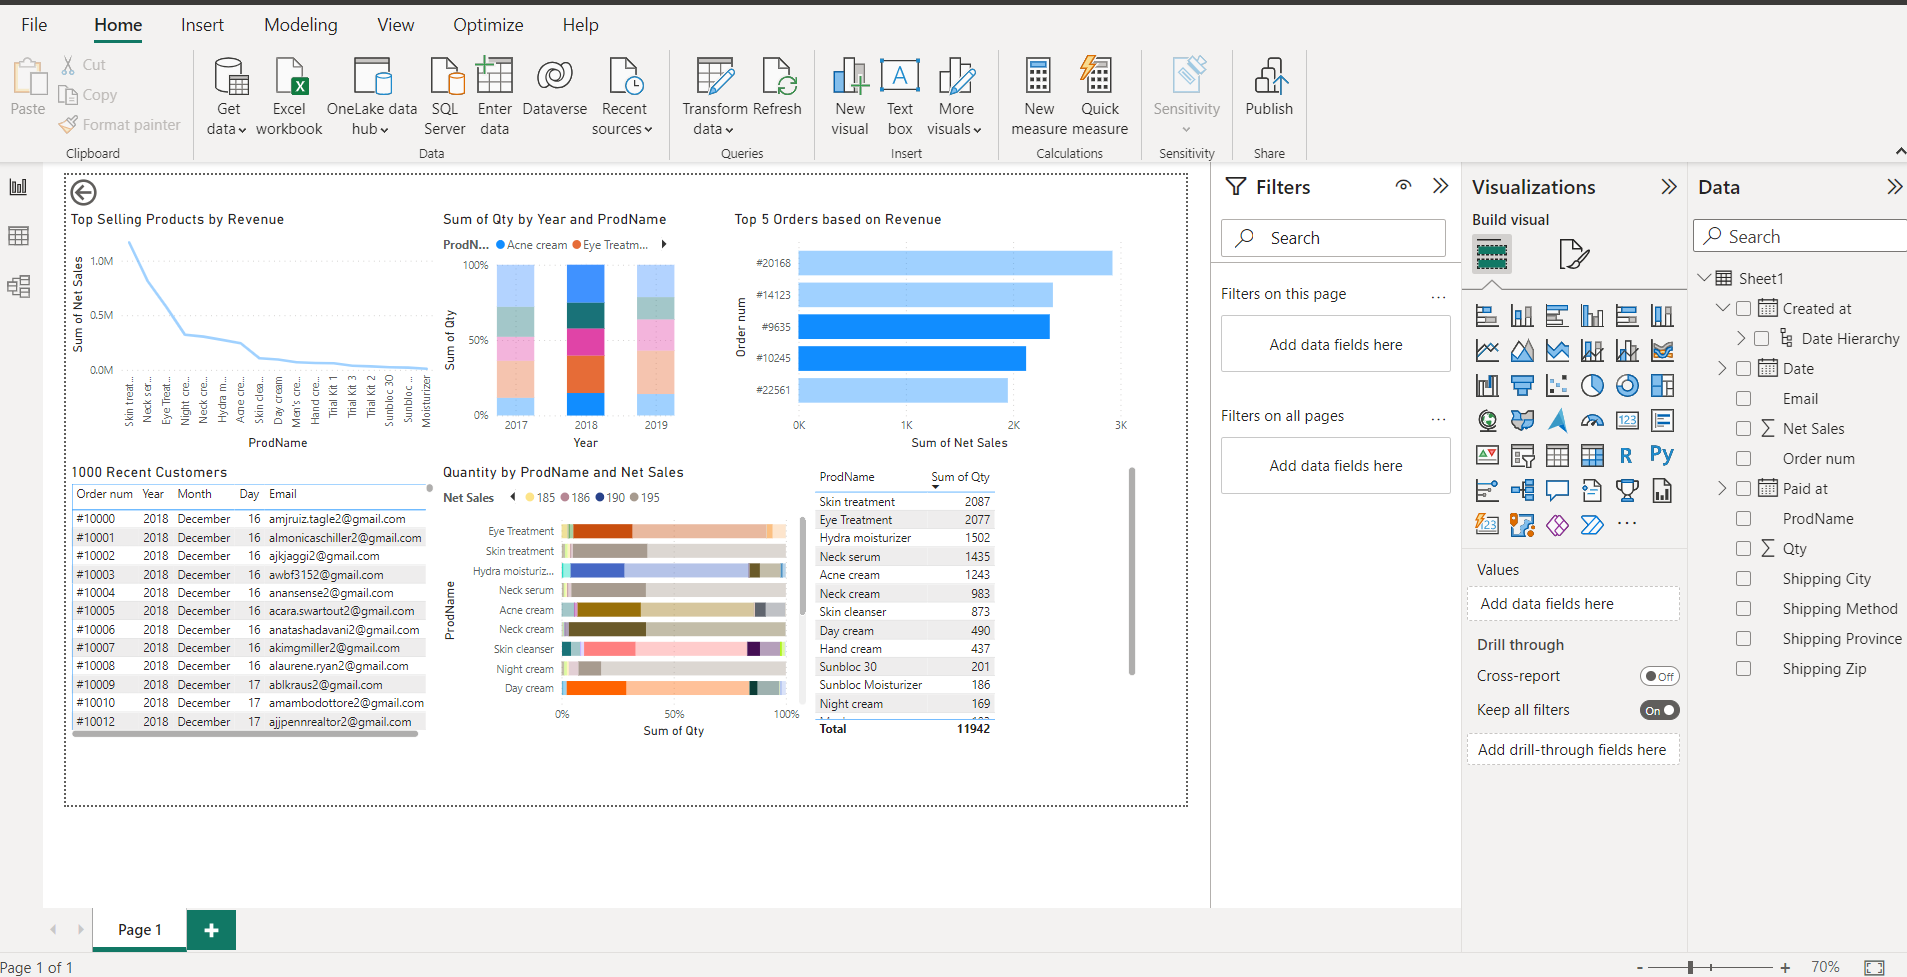 File Home Insert Modeling View Optimize Help
Paste
Cut
Copy
Format painter
Clipboard
Get data
Excel workbook
OneLake data hub
SQL Server
Enter data
Dataverse
Recent sources
Data
Transform data
Refresh
Queries
New visual
Text box
More visuals
Insert
New measure
Quick measure
Calculations
Sensitivity
Sensitivity
Publish
Share
Top Selling Products by Revenue
Sum of Net Sales
1.0M
0.5M
0.0M
Skin treat...
Neck ser...
Eye Treat...
Night cre...
Neck cre...
Hydra m...
Acne cre...
Skin clea...
Day cream
Men's cre...
Hand cre...
Trial Kit 1
Trial Kit 3
Trial Kit 2
Sunbloc 30
Sunbloc ...
Moisturizer
ProdName
Sum of Qty by Year and ProdName
ProdN... Acne cream Eye Treatm...
Sum of Qty
100%
50%
0%
2017 2018 2019
Year
Top 5 Orders based on Revenue
Order num
#20168
#14123
#9635
#10245
#22561
0K 1K 2K 3K
Sum of Net Sales
1000 Recent Customers
Order num Year Month Day Email
#10000 2018 December 16 amjruiz.tagle2@gmail.com
#10001 2018 December 16 almonicaschiller2@gmail.com
#10002 2018 December 16 ajkjaggi2@gmail.com
#10003 2018 December 16 awbf3152@gmail.com
#10004 2018 December 16 anansense2@gmail.com
#10005 2018 December 16 acara.swartout2@gmail.com
#10006 2018 December 16 anatashadavani2@gmail.com
#10007 2018 December 16 akimgmiller2@gmail.com
#10008 2018 December 16 alaurene.ryan2@gmail.com
#10009 2018 December 17 ablkraus2@gmail.com
#10010 2018 December 17 amambodottore2@gmail.com
#10012 2018 December 17 ajjpennrealtor2@gmail.com
Quantity by ProdName and Net Sales
Net Sales 185 186 190 195
ProdName
Eye Treatment
Skin treatment
Hydra moisturiz...
Neck serum
Acne cream
Neck cream
Skin cleanser
Night cream
Day cream
0% 50% 100%
Sum of Qty
ProdName Sum of Qty
Skin treatment 2087
Eye Treatment 2077
Hydra moisturizer 1502
Neck serum 1435
Acne cream 1243
Neck cream 983
Skin cleanser 873
Day cream 490
Hand cream 437
Sunbloc 30 201
Sunbloc Moisturizer 186
Night cream 169
Total 11942
Filters
Search
Filters on this page ...
Add data fields here
Filters on all pages ...
Add data fields here
Visualizations
Build visual
123
R Py
123
...
Values
Add data fields here
Drill through
Cross-report Off
Keep all filters On
Add drill-through fields here
Data
Search
Sheet1
Created at
Date Hierarchy
Date
Email
Net Sales
Order num
Paid at
ProdName
Qty
Shipping City
Shipping Method
Shipping Province
Shipping Zip
Page 1
Page 1 of 1
- + 70%